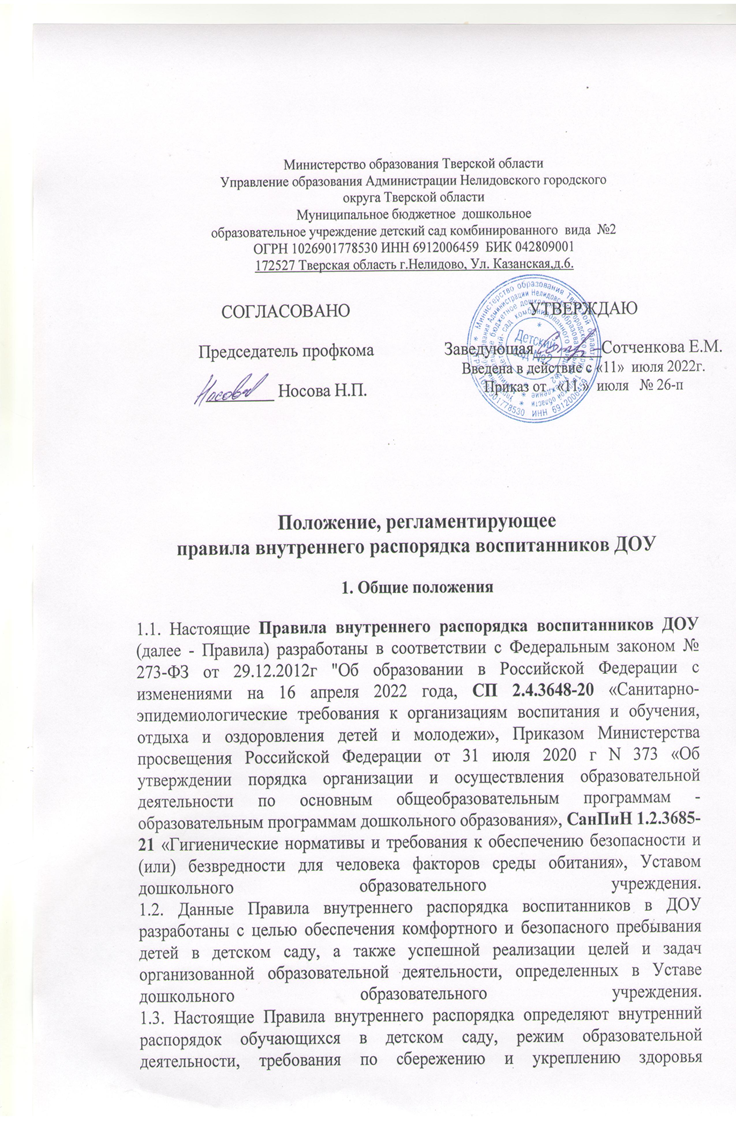 Министерство образования Тверской области
Управление образования Администрации Нелидовского городского
округа Тверской области
Муниципальное бюджетное дошкольное
образовательное учреждение детский сад комбинированного вида №2
ОГРН 1026901778530 ИНН 6912006459 БИК 042809001
172527 Тверская область г.Нелидово, Ул. Казанская,д.6.
СОГЛАСОВАНО УТВЕРЖДАЮ
Председатель профкома Заведующая Сотченкова Е.М.
Введена в действие с «11» июля 2022г.
Приказ от . «11.» июля № 26-п
Носова Носова Н.П.
Положение, регламентирующее
правила внутреннего распорядка воспитанников ДОУ
1. Общие положения
1.1. Настоящие Правила внутреннего распорядка воспитанников ДОУ
(далее - Правила) разработаны в соответствии с Федеральным законом №
273-ФЗ от 29.12.2012г "Об образовании в Российской Федерации с
изменениями на 16 апреля 2022 года, СП 2.4.3648-20 «Санитарно-
эпидемиологические требования к организациям воспитания и обучения,
отдыха и оздоровления детей и молодежи», Приказом Министерства
просвещения Российской Федерации от 31 июля 2020 г N 373 «Об
утверждении порядка организации и осуществления образовательной
деятельности по основным общеобразовательным программам -
образовательным программам дошкольного образования», СанПиН 1.2.3685-
21 «Гигиенические нормативы и требования к обеспечению безопасности и
(или) безвредности для человека факторов среды обитания», Уставом
дошкольного образовательного учреждения.
1.2. Данные Правила внутреннего распорядка воспитанников в ДОУ
разработаны с целью обеспечения комфортного и безопасного пребывания
детей в детском саду, а также успешной реализации целей и задач
организованной образовательной деятельности, определенных в Уставе
дошкольного образовательного учреждения.
1.3. Настоящие Правила внутреннего распорядка определяют внутренний
распорядок обучающихся в детском саду, режим образовательной
деятельности, требования по сбережению и укреплению здоровья